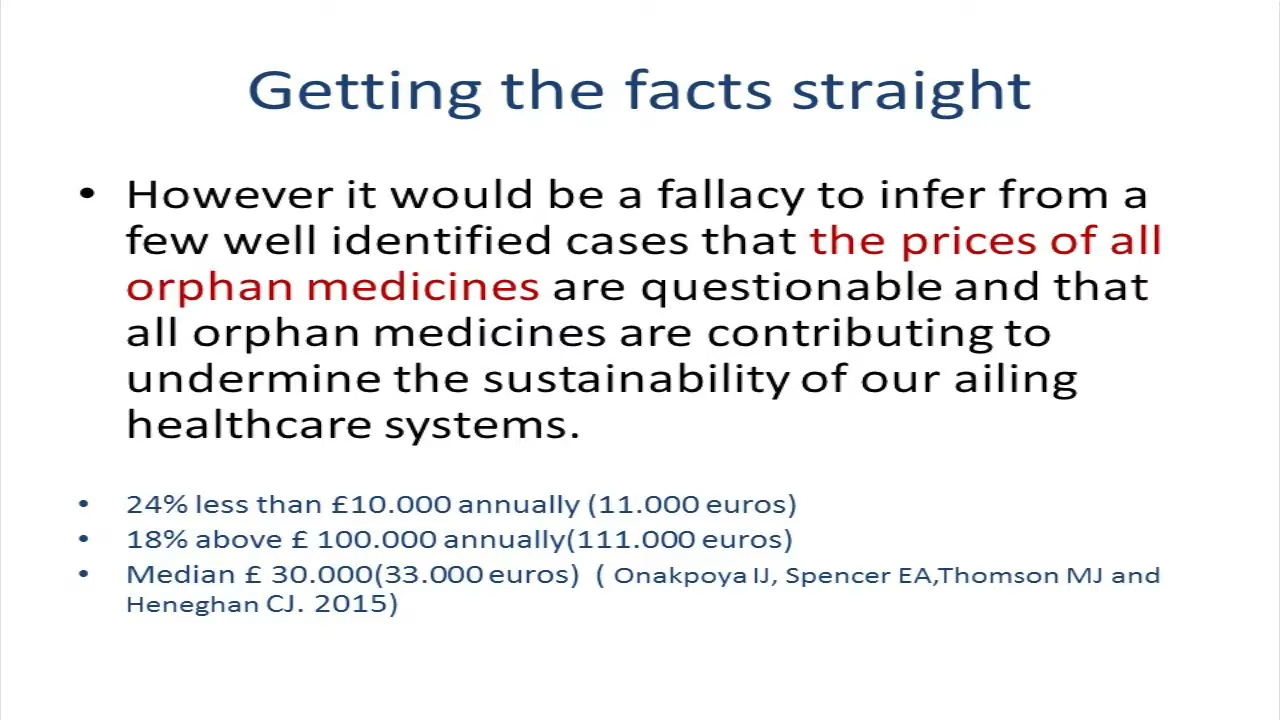 Getting the facts straight
• However it would be a fallacy to infer from a
few well identified cases that the prices of all
orphan medicines are questionable and that
all orphan medicines are contributing to
undermine the sustainability of our ailing
healthcare systems.
• 24% less than £10.000 annually (11.000 euros)
• 18% above £ 100.000 annually(111.000 euros)
• Median £ 30.000(33.000 euros) ( Onakpoya IJ, Spencer EA,Thomson MJ and
Heneghan CJ. 2015)